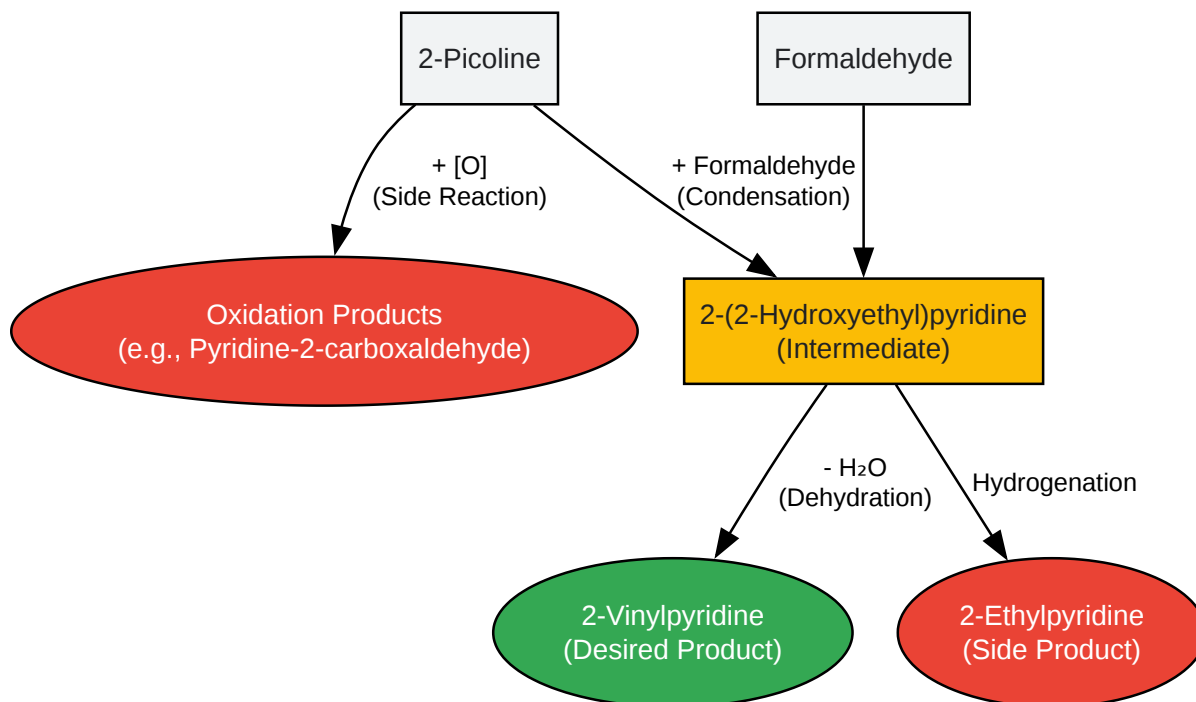 2-Picoline
Formaldehyde
+ [O]
(Side Reaction)
+ Formaldehyde
(Condensation)
Oxidation Products
(e.g., Pyridine-2-carboxaldehyde)
2-(2-Hydroxyethyl)pyridine
(Intermediate)
- H₂O
(Dehydration)
Hydrogenation
2-Vinylpyridine
(Desired Product)
2-Ethylpyridine
(Side Product)